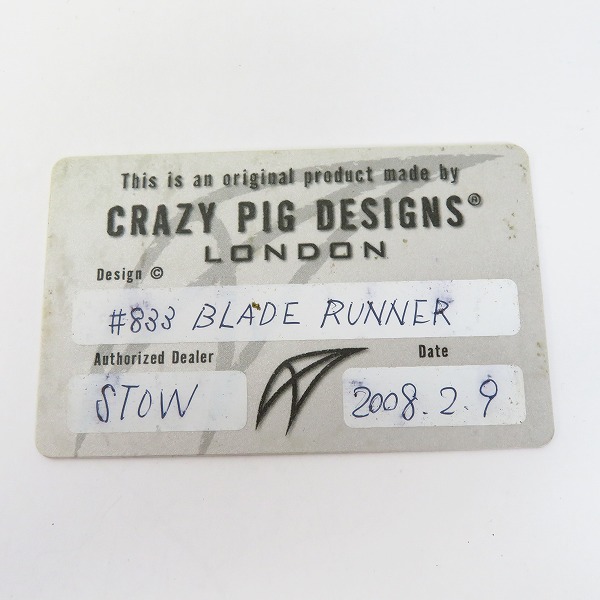 This is an original product made by
CRAZY PIG DESIGNS®
LONDON
Design ©
#833 BLADE RUNNER
Authorized Dealer
Date
STOW
2008.2.9